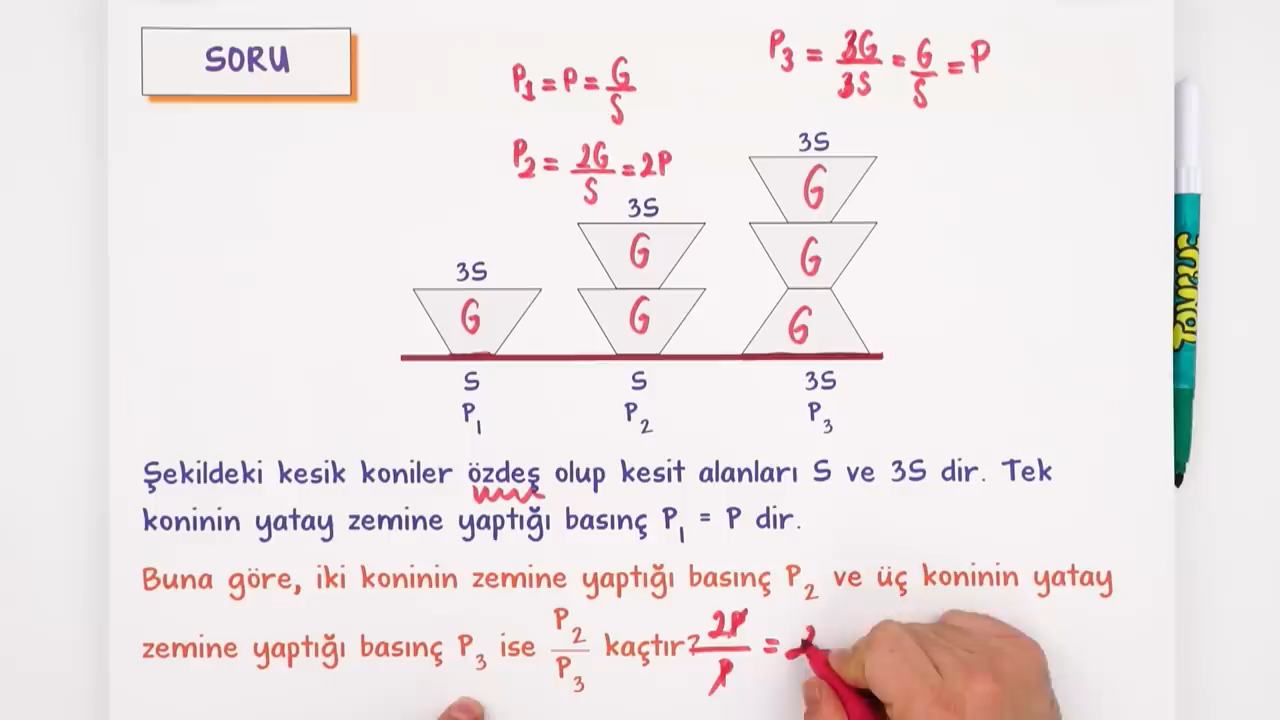 SORU
P₁ = P = G/S
P₂ = 2G/S = 2P
P₃ = 3G/3S = G/S = P
3S
3S
3S
G
G
G
G
G
G
S
S
3S
P₁
P₂
P₃
Şekildeki kesik koniler özdeş olup kesit alanları S ve 3S dir. Tek
koninin yatay zemine yaptığı basınç P₁ = P dir.
Buna göre, iki koninin zemine yaptığı basınç P₂ ve üç koninin yatay
zemine yaptığı basınç P₃ ise P₂/P₃ kaçtır? 2P/P = 2